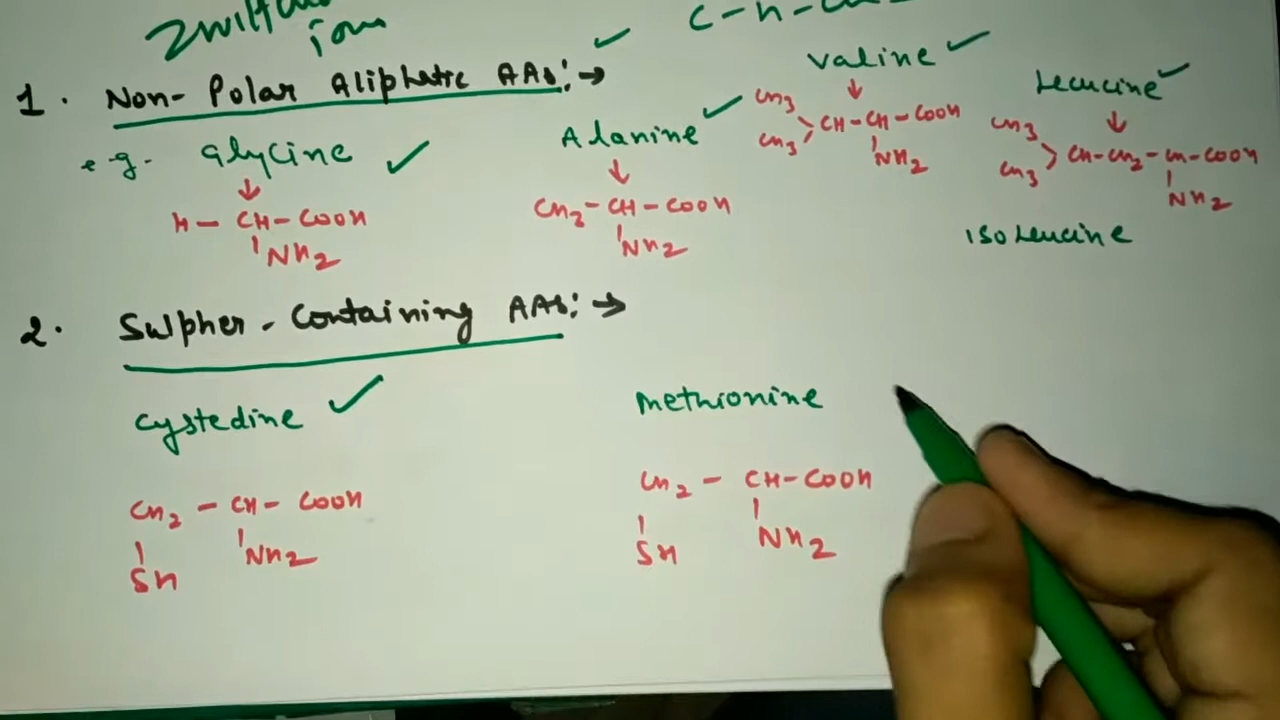 ion
1. Non-Polar Aliphatic AAs:→
e.g. Glycine
↓
H - CH - COOH
NH2
Alanine
↓
CH3 - CH - COOH
NH2
Valine
↓
CH3
CH3 > CH - CH - COOH
NH2
Leucine
↓
CH3
CH3 > CH - CH2 - CH - COOH
NH2
Isoleucine
2. Sulpher-Containing AAs:→
Cystedine
CH2 - CH - COOH
SH NH2
Methionine
CH2 - CH - COOH
SH NH2